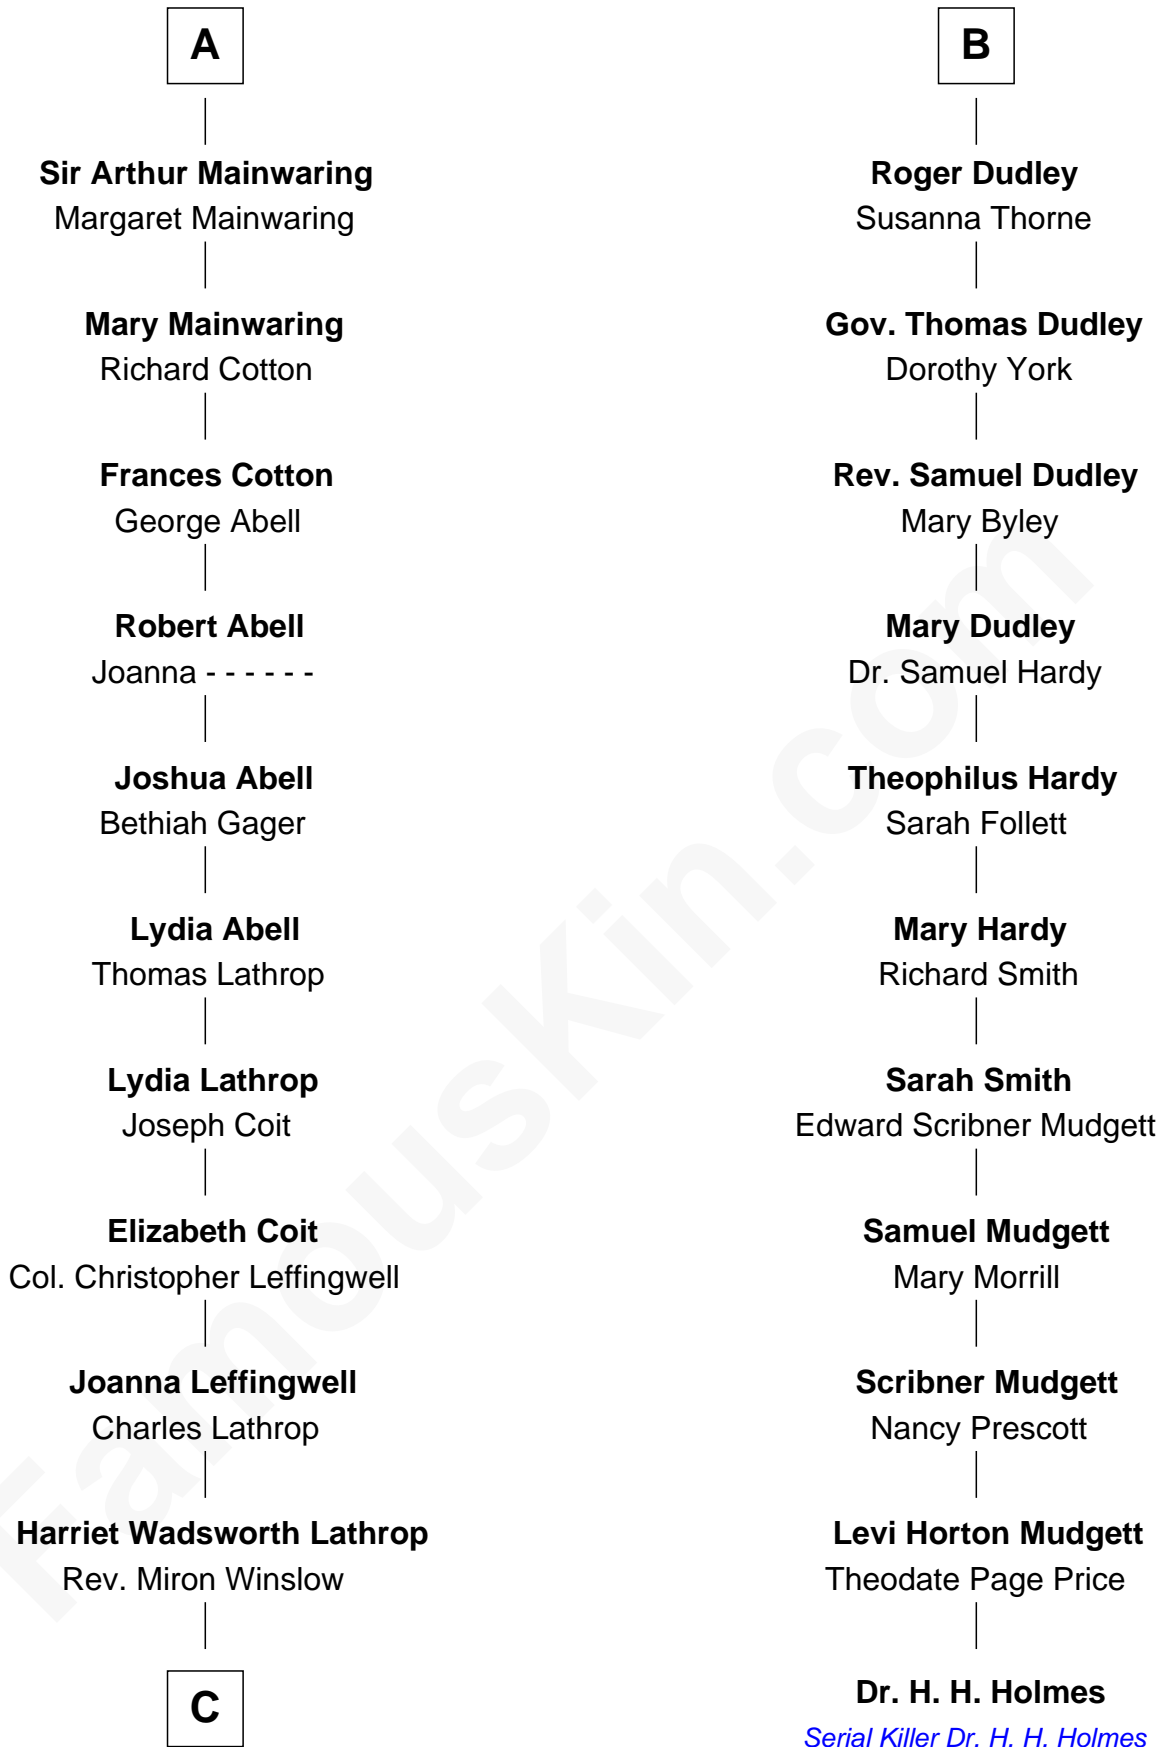 A
Sir Arthur Mainwaring
Margaret Mainwaring
Mary Mainwaring
Richard Cotton
Frances Cotton
George Abell
Robert Abell
Joanna - - - - - -
Joshua Abell
Bethiah Gager
Lydia Abell
Thomas Lathrop
Lydia Lathrop
Joseph Coit
Elizabeth Coit
Col. Christopher Leffingwell
Joanna Leffingwell
Charles Lathrop
Harriet Wadsworth Lathrop
Rev. Miron Winslow
C
B
Roger Dudley
Susanna Thorne
Gov. Thomas Dudley
Dorothy York
Rev. Samuel Dudley
Mary Byley
Mary Dudley
Dr. Samuel Hardy
Theophilus Hardy
Sarah Follett
Mary Hardy
Richard Smith
Sarah Smith
Edward Scribner Mudgett
Samuel Mudgett
Mary Morrill
Scribner Mudgett
Nancy Prescott
Levi Horton Mudgett
Theodate Page Price
Dr. H. H. Holmes
Serial Killer Dr. H. H. Holmes
FamousKin.com